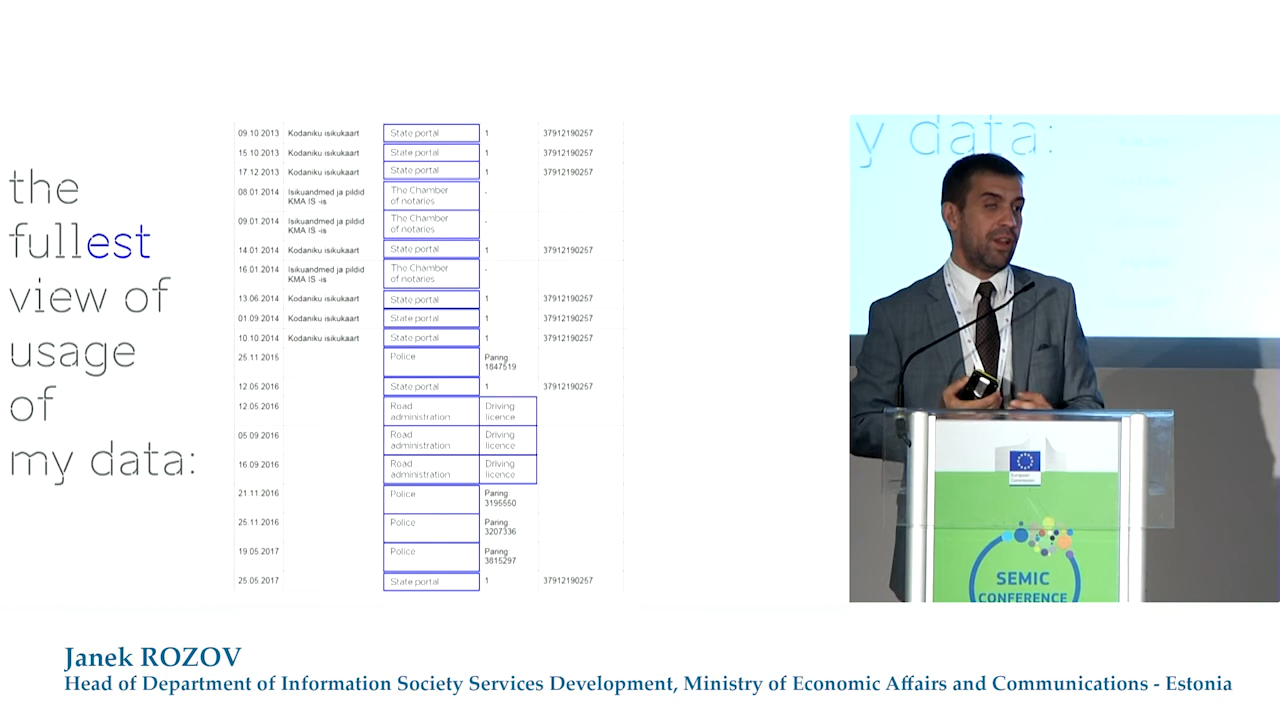 the
fullest
view of
usage
of
my data:
09.10.2013 Kodaniku isikukaart State portal 1 37912190257
15.10.2013 Kodaniku isikukaart State portal 1 37912190257
17.12.2013 Kodaniku isikukaart State portal 1 37912190257
08.01.2014 Isikuandmed ja pildid The Chamber -
KMA IS -is of notaries
09.01.2014 Isikuandmed ja pildid The Chamber -
KMA IS -is of notaries
14.01.2014 Kodaniku isikukaart State portal 1 37912190257
16.01.2014 Isikuandmed ja pildid The Chamber -
KMA IS -is of notaries
13.06.2014 Kodaniku isikukaart State portal 1 37912190257
01.09.2014 Kodaniku isikukaart State portal 1 37912190257
10.10.2014 Kodaniku isikukaart State portal 1 37912190257
25.11.2015 Police Paring
1847519
12.05.2016 State portal 1 37912190257
12.05.2016 Road Driving
administration licence
05.09.2016 Road Driving
administration licence
16.09.2016 Road Driving
administration licence
21.11.2016 Police Paring
3195550
25.11.2016 Police Paring
3207336
19.05.2017 Police Paring
3815297
25.05.2017 State portal 1 37912190257
y data:
European
Commission
SEMIC
CONFERENCE
Janek ROZOV
Head of Department of Information Society Services Development, Ministry of Economic Affairs and Communications - Estonia